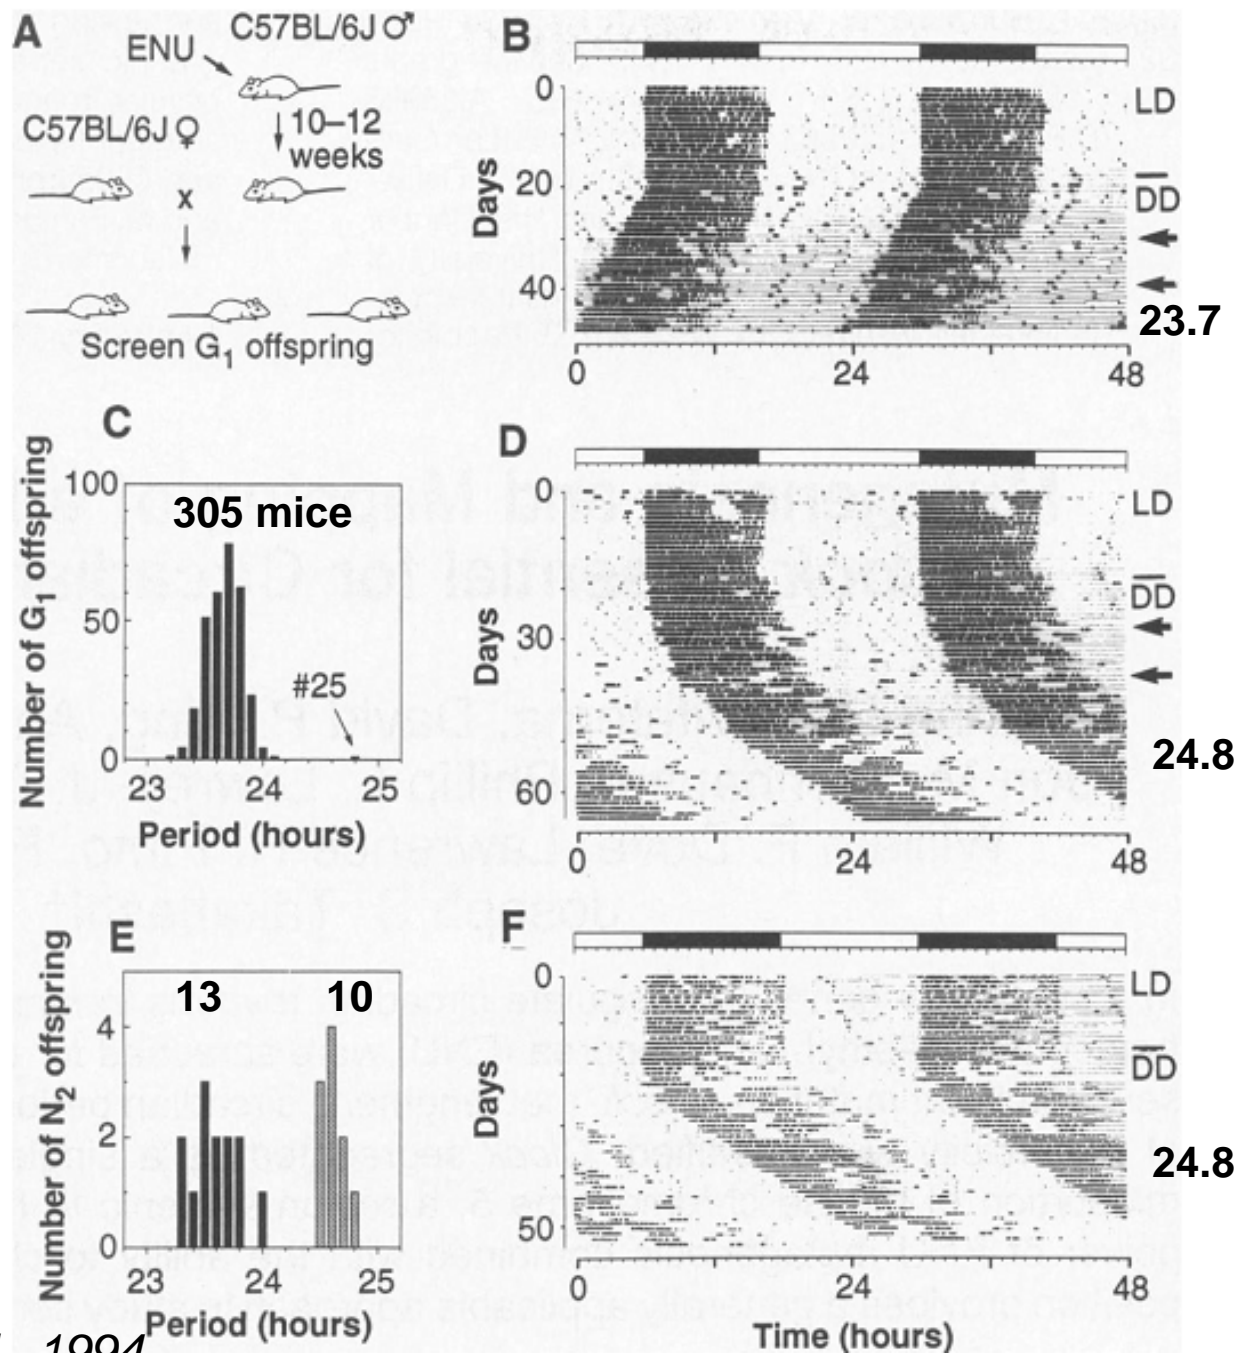 A
C57BL/6J ♂
ENU
C57BL/6J ♀
10–12
weeks
x
Screen G1 offspring
B
LD
DD
Days
0
20
40
23.7
0 24 48
C
Number of G1 offspring
100
50
0
305 mice
#25
23 24 25
Period (hours)
D
LD
DD
Days
0
30
60
24.8
0 24 48
E
Number of N2 offspring
4
2
0
13 10
23 24 25
Period (hours)
F
LD
DD
Days
0
50
24.8
0 24 48
Time (hours)
1994